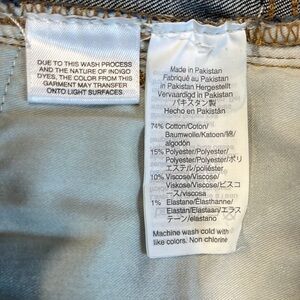 DUE TO THIS WASH PROCESS
AND THE NATURE OF INDIGO
DYES, THE COLOR FROM THIS
GARMENT MAY TRANSFER
ONTO LIGHT SURFACES.
Made in Pakistan
Fabriqué au Pakistan
In Pakistan Hergestellt
Vervaardigd in Pakistan
パキスタン製
Hecho en Pakistán
74% Cotton/Coton/
Baumwolle/Katoen/綿/
algodón
15% Polyester/Polyester/
Polyester/Polyester/ポリ
エステル/poliéster
10% Viscose/Viscose/
Viskose/Viscose/ビスコ
ース/viscosa
1% Elastane/Élasthanne/
Elastan/Elastaan/エラス
テーン/elastano
Machine wash cold with
like colors. Non chlorine